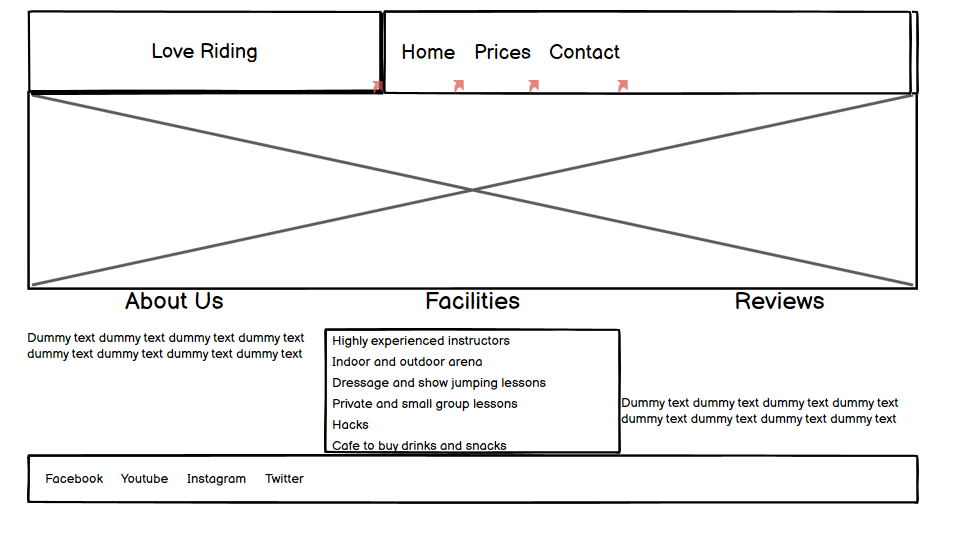 Love Riding
Home Prices Contact
About Us
Facilities
Reviews
Dummy text dummy text dummy text dummy text
dummy text dummy text dummy text dummy text
Highly experienced instructors
Indoor and outdoor arena
Dressage and show jumping lessons
Private and small group lessons
Hacks
Cafe to buy drinks and snacks
Dummy text dummy text dummy text dummy text
dummy text dummy text dummy text dummy text
Facebook Youtube Instagram Twitter